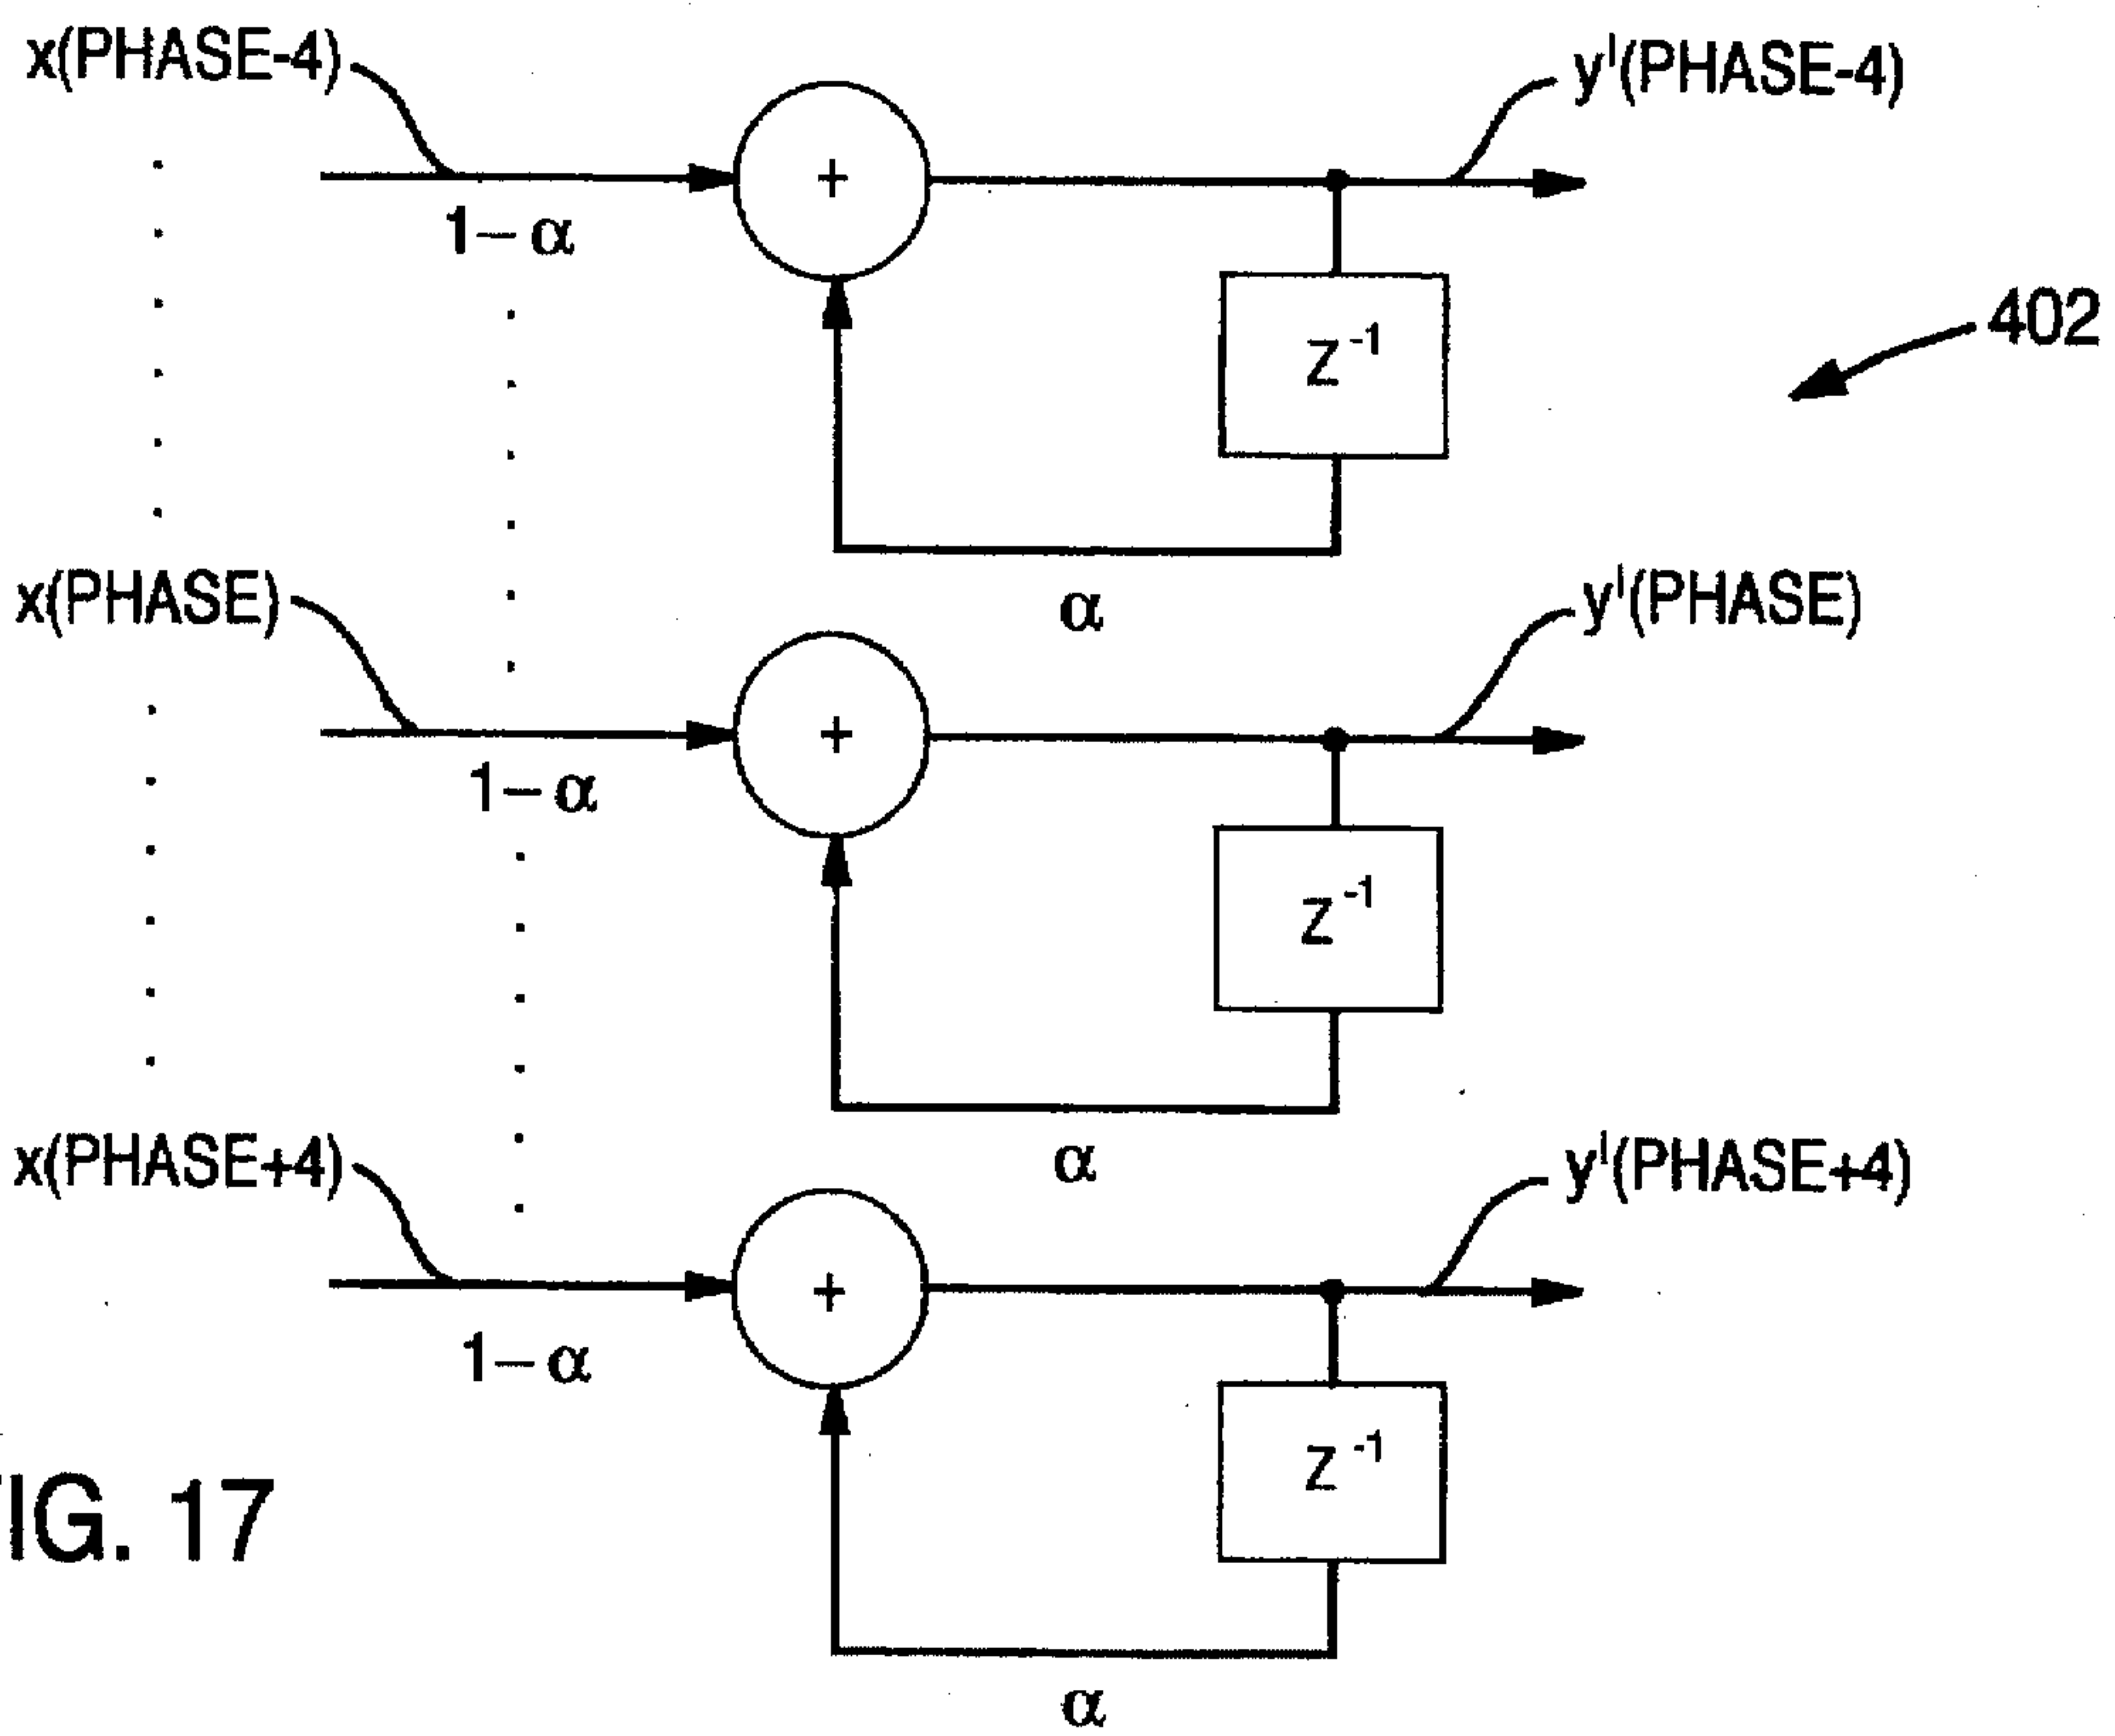 x(PHASE-4)
y|(PHASE-4)
+
1-α
Z-1
402
α
x(PHASE)
y|(PHASE)
+
1-α
Z-1
α
x(PHASE+4)
y|(PHASE+4)
+
1-α
Z-1
α
IG. 17